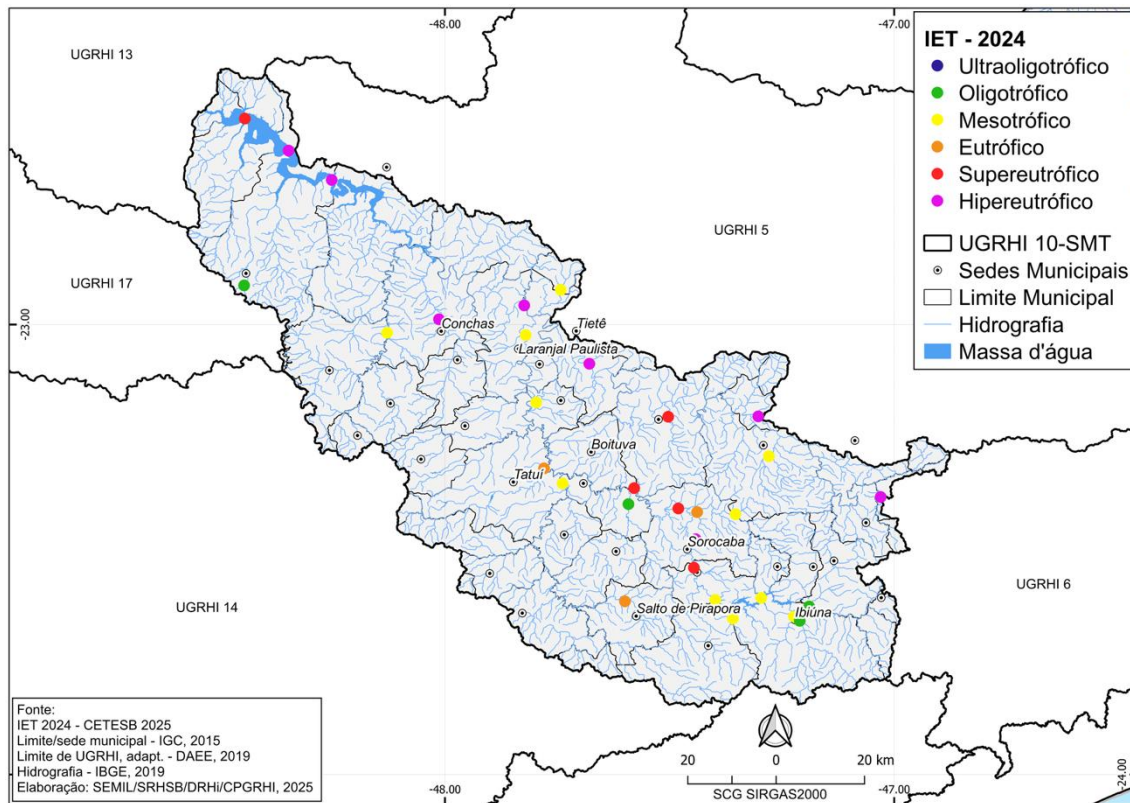 -48.00
-47.00
UGRHI 13
IET - 2024
Ultraoligotrófico
Oligotrófico
Mesotrófico
Eutrófico
Supereutrófico
Hipereutrófico
UGRHI 10-SMT
Sedes Municipais
Limite Municipal
Hidrografia
Massa d'água
UGRHI 5
UGRHI 17
-23.00
Conchas
Tietê
Laranjal Paulista
Boituva
Tatuí
Sorocaba
UGRHI 6
UGRHI 14
Salto de Pirapora
Ibiúna
Fonte:
IET 2024 - CETESB 2025
Limite/sede municipal - IGC, 2015
Limite de UGRHI, adapt. - DAEE, 2019
Hidrografia - IBGE, 2019
Elaboração: SEMIL/SRHSB/DRHi/CPGRHI, 2025
20 0 20 km
SCG SIRGAS2000
-48.00
-47.00
-24.00